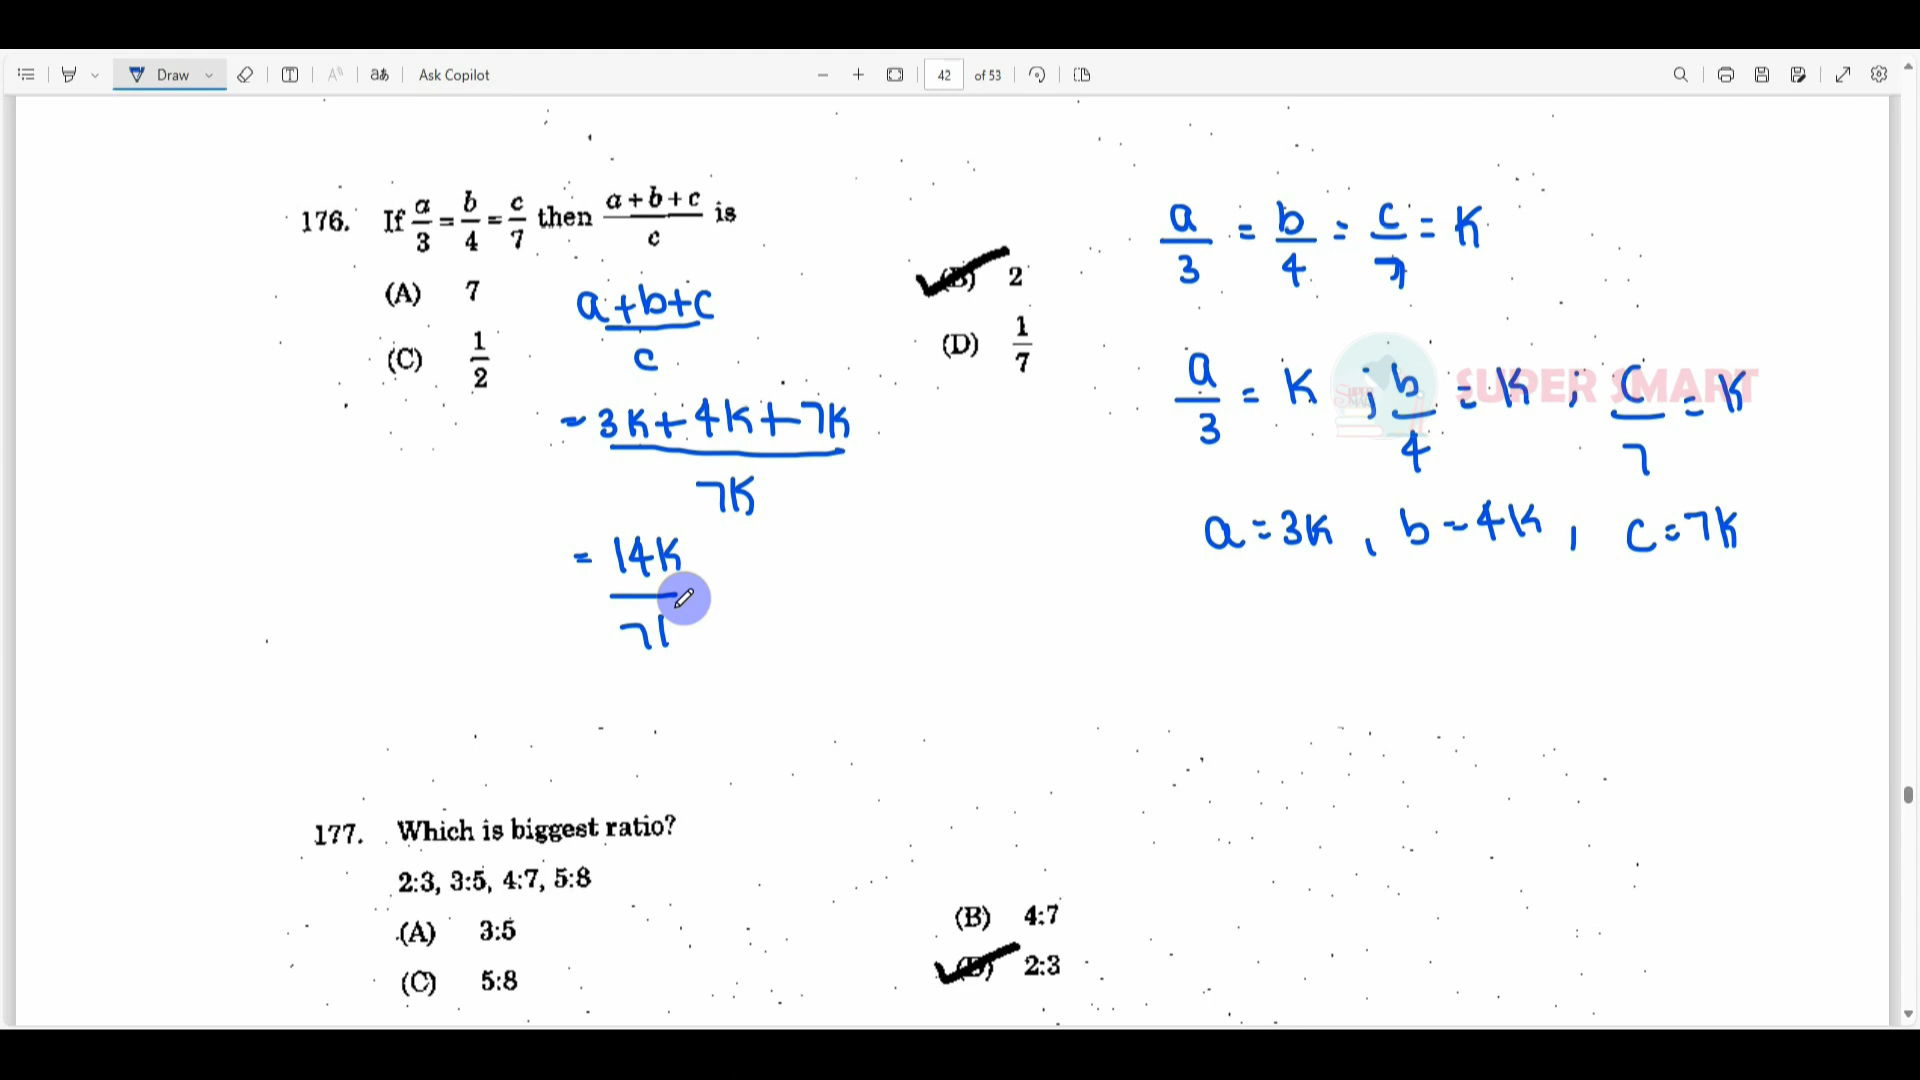 Draw Ask Copilot 42 of 53
176. If a/3 = b/4 = c/7 then (a+b+c)/c is
(A) 7
(B) 2
(C) 1/2
(D) 1/7
(a+b+c)/c
= (3K+4K+7K)/7K
= 14K/7
a/3 = b/4 = c/7 = K
a/3 = K ; b/4 = K ; c/7 = K
SUPER SMART
a=3K, b=4K, c=7K
177. Which is biggest ratio?
2:3, 3:5, 4:7, 5:8
(A) 3:5
(B) 4:7
(C) 5:8
(D) 2:3